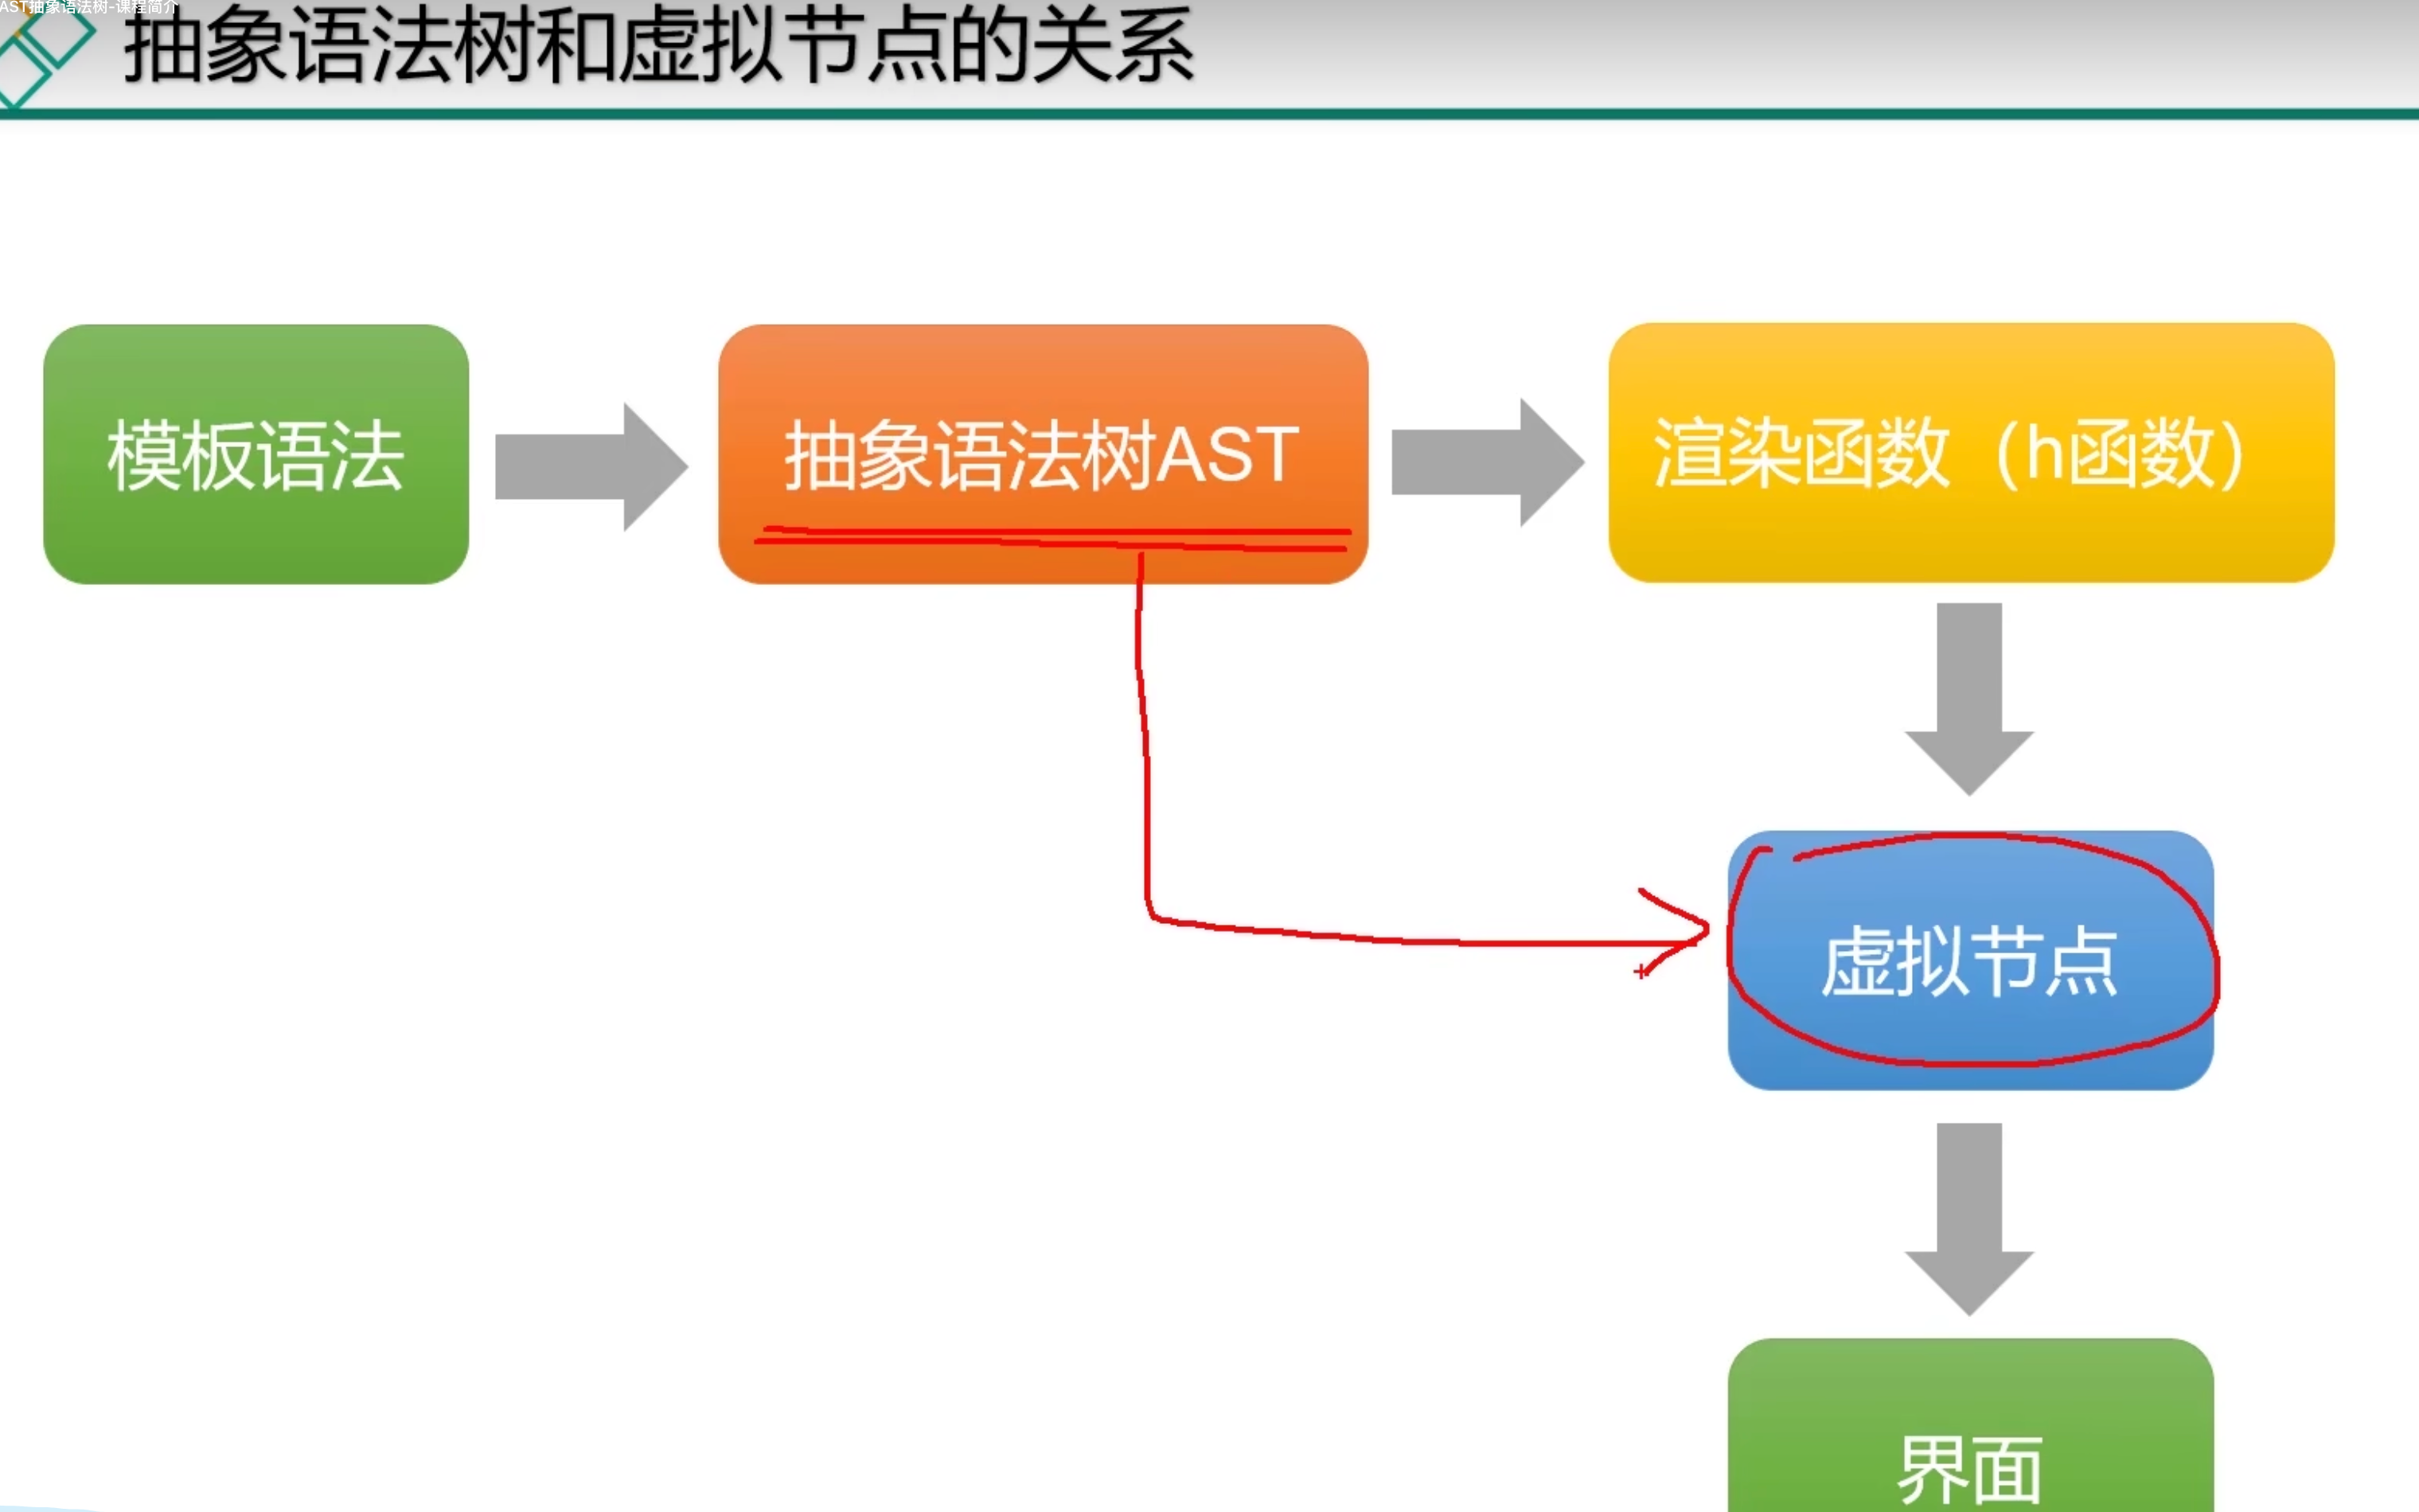 AST抽象语法树-课程简介
抽象语法树和虚拟节点的关系
模板语法
抽象语法树AST
渲染函数（h函数）
虚拟节点
界面